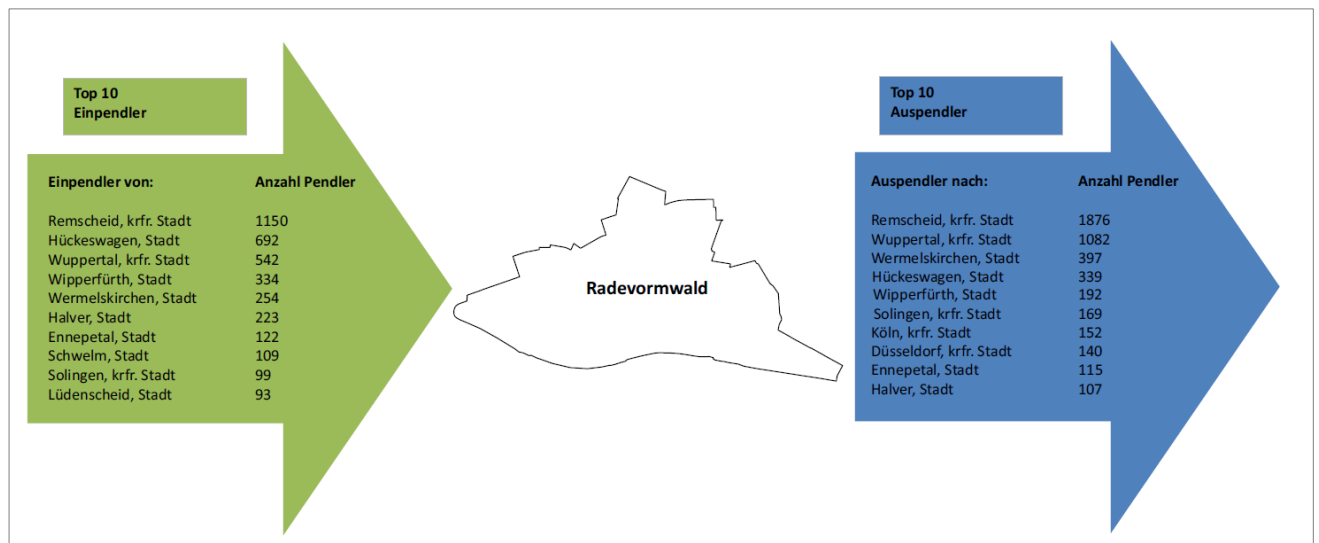 Top 10
Einpendler
Einpendler von: Anzahl Pendler
Remscheid, krfr. Stadt 1150
Hückeswagen, Stadt 692
Wuppertal, krfr. Stadt 542
Wipperfürth, Stadt 334
Wermelskirchen, Stadt 254
Halver, Stadt 223
Ennepetal, Stadt 122
Schwelm, Stadt 109
Solingen, krfr. Stadt 99
Lüdenscheid, Stadt 93
Radevormwald
Top 10
Auspendler
Auspendler nach: Anzahl Pendler
Remscheid, krfr. Stadt 1876
Wuppertal, krfr. Stadt 1082
Wermelskirchen, Stadt 397
Hückeswagen, Stadt 339
Wipperfürth, Stadt 192
Solingen, krfr. Stadt 169
Köln, krfr. Stadt 152
Düsseldorf, krfr. Stadt 140
Ennepetal, Stadt 115
Halver, Stadt 107